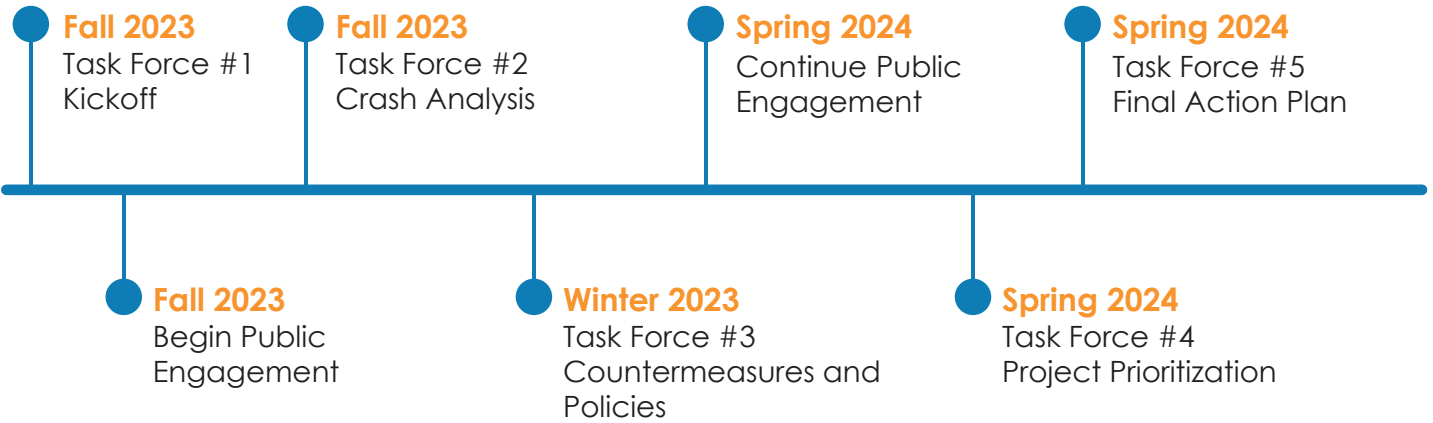 Fall 2023
Task Force #1
Kickoff
Fall 2023
Task Force #2
Crash Analysis
Spring 2024
Continue Public
Engagement
Spring 2024
Task Force #5
Final Action Plan
Fall 2023
Begin Public
Engagement
Winter 2023
Task Force #3
Countermeasures and
Policies
Spring 2024
Task Force #4
Project Prioritization